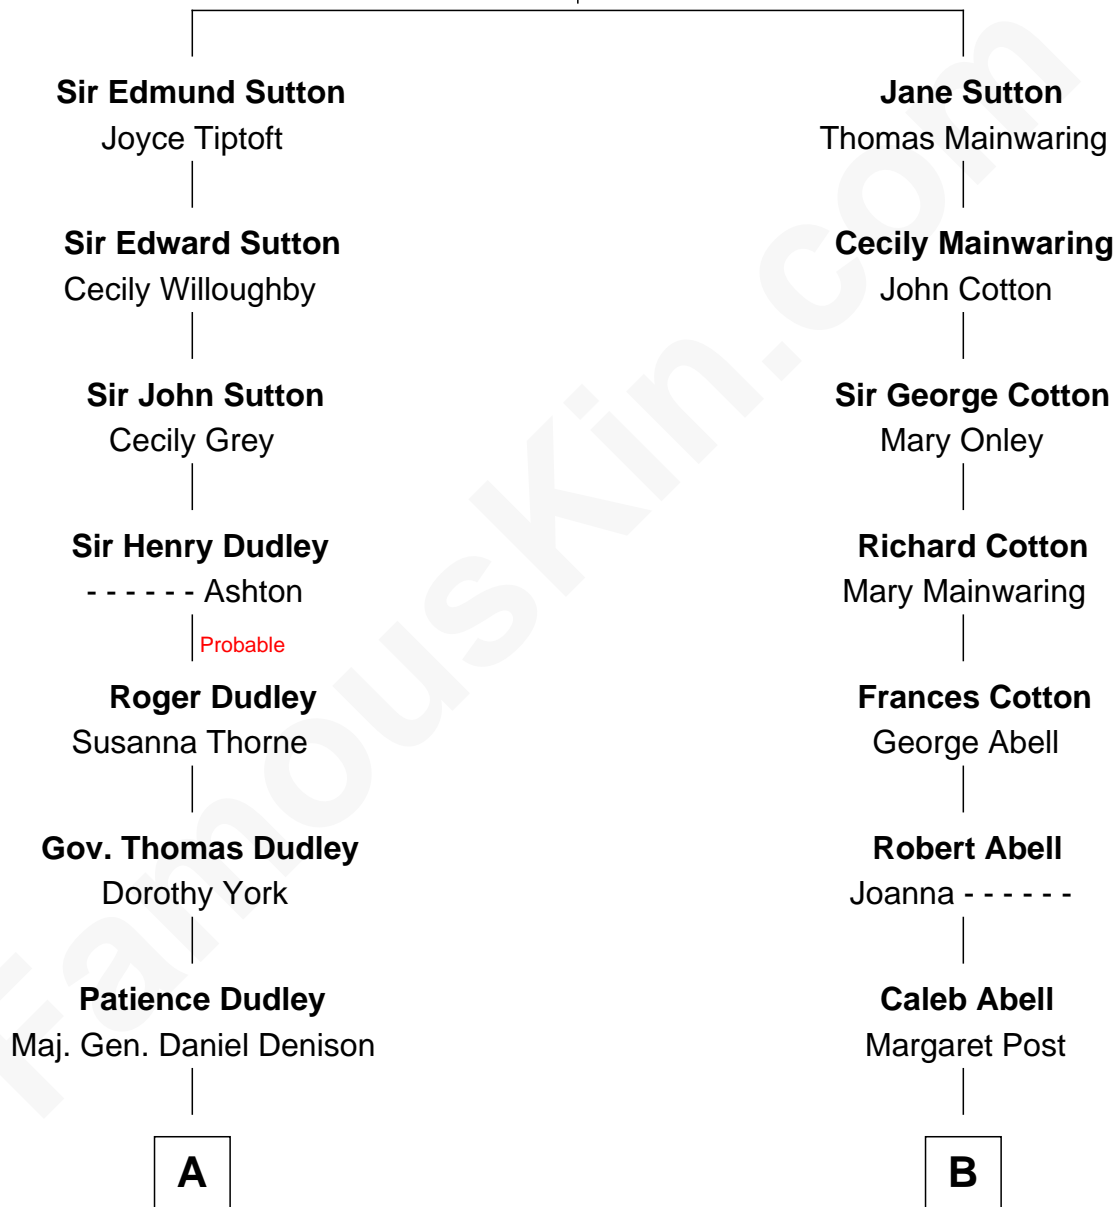 Sir Edmund Sutton
Joyce Tiptoft
Sir Edward Sutton
Cecily Willoughby
Sir John Sutton
Cecily Grey
Sir Henry Dudley
- - - - - - Ashton
Probable
Roger Dudley
Susanna Thorne
Gov. Thomas Dudley
Dorothy York
Patience Dudley
Maj. Gen. Daniel Denison
A
Jane Sutton
Thomas Mainwaring
Cecily Mainwaring
John Cotton
Sir George Cotton
Mary Onley
Richard Cotton
Mary Mainwaring
Frances Cotton
George Abell
Robert Abell
Joanna - - - - - -
Caleb Abell
Margaret Post
B
FamousKin.com